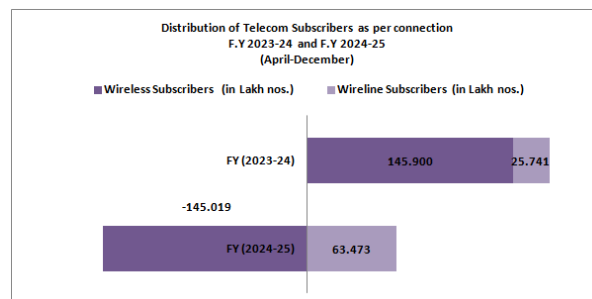 Distribution of Telecom Subscribers as per connection
F.Y 2023-24 and F.Y 2024-25
(April-December)
Wireless Subscribers (in Lakh nos.) Wireline Subscribers (in Lakh nos.)
FY (2023-24) 145.900 25.741
-145.019
FY (2024-25) 63.473